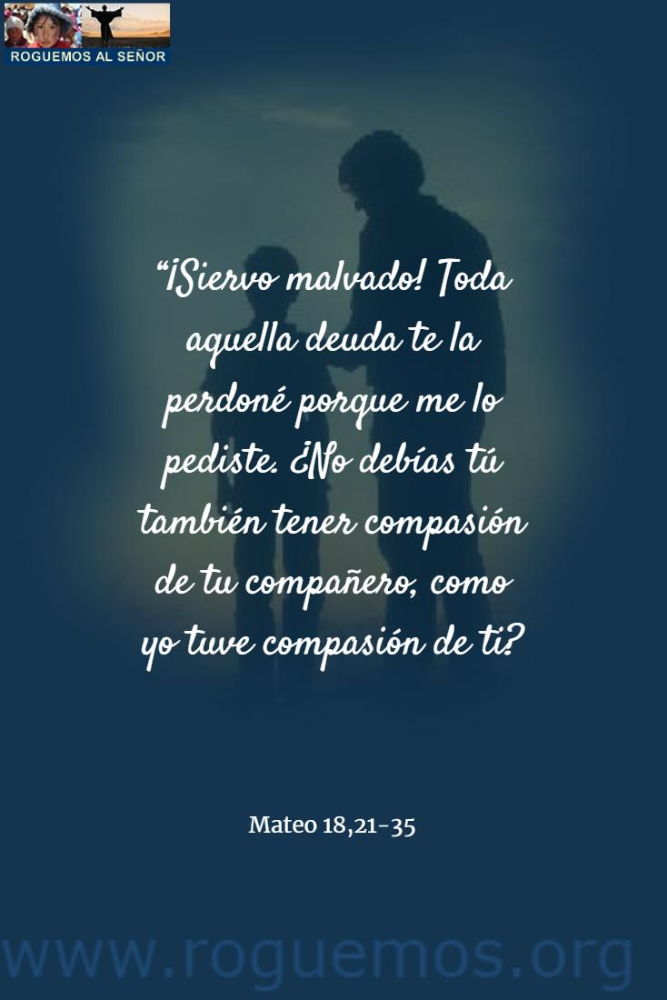 ROGUEMOS AL SEÑOR
“¡Siervo malvado! Toda
aquella deuda te la
perdoné porque me lo
pediste. ¿No debías tú
también tener compasión
de tu compañero, como
yo tuve compasión de ti?
Mateo 18,21-35
www.roguemos.org